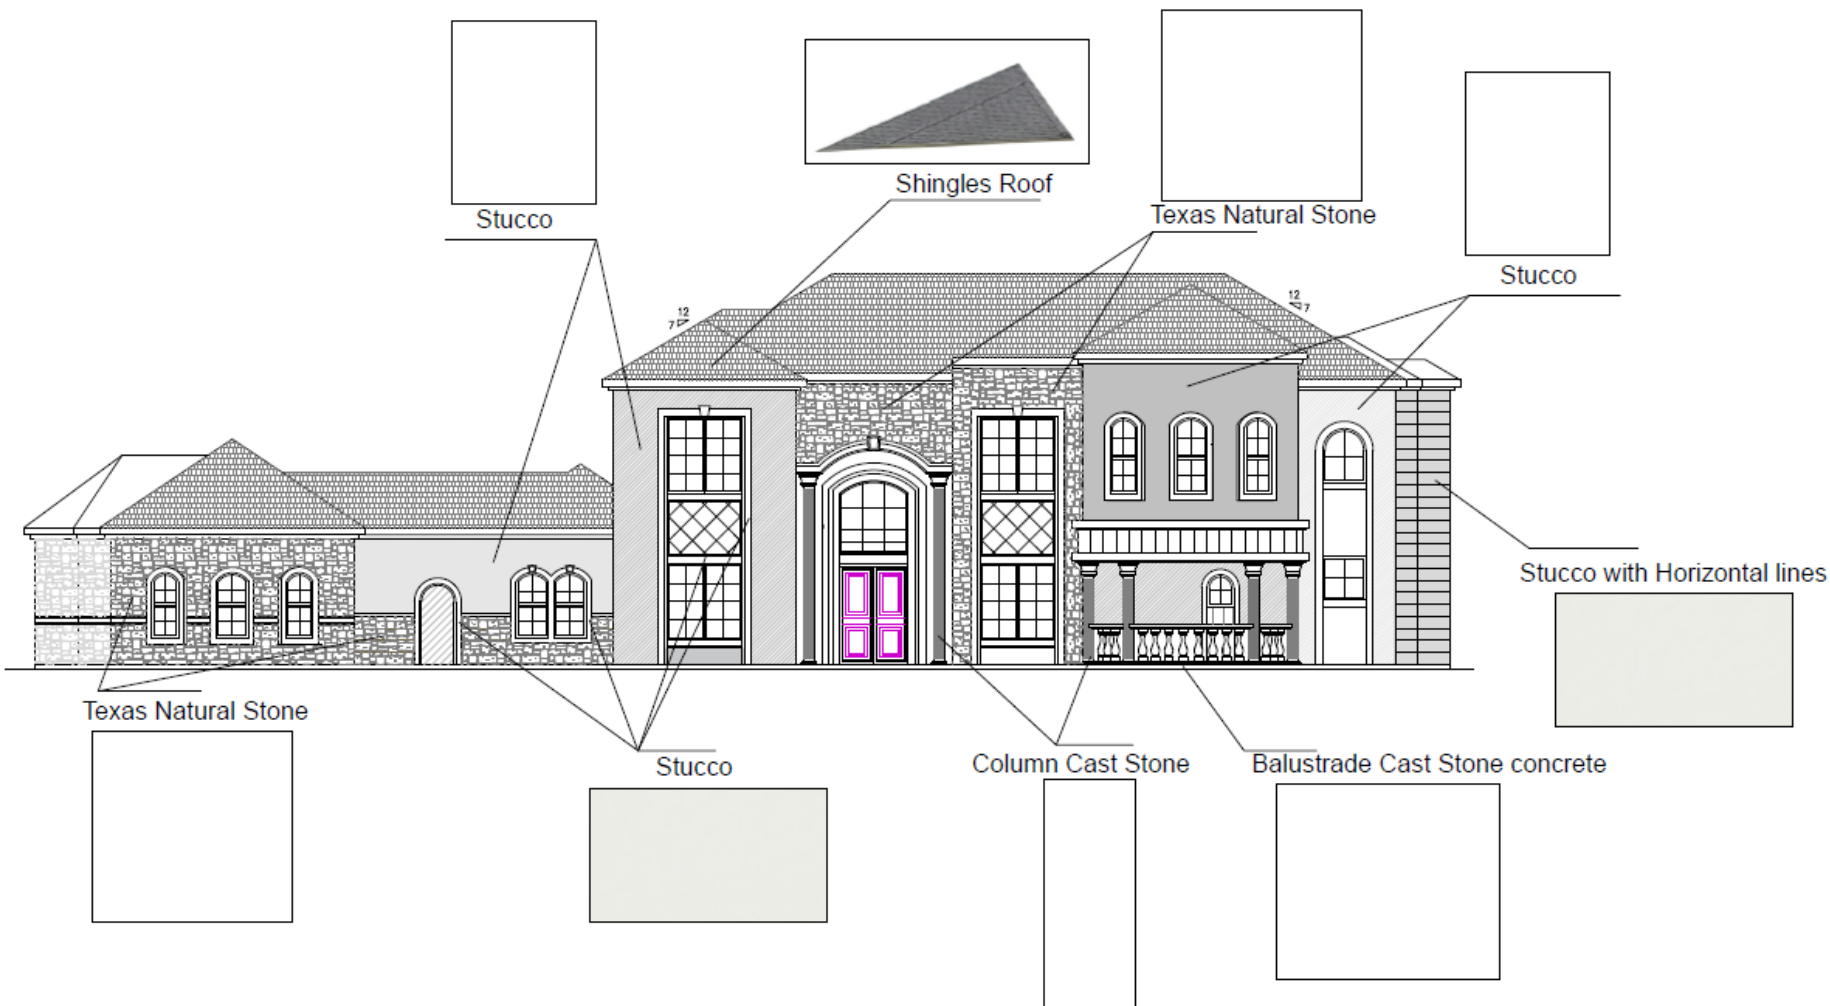 Shingles Roof
Texas Natural Stone
Stucco
Stucco
12
7
12
7
Stucco with Horizontal lines
Texas Natural Stone
Stucco
Column Cast Stone
Balustrade Cast Stone concrete